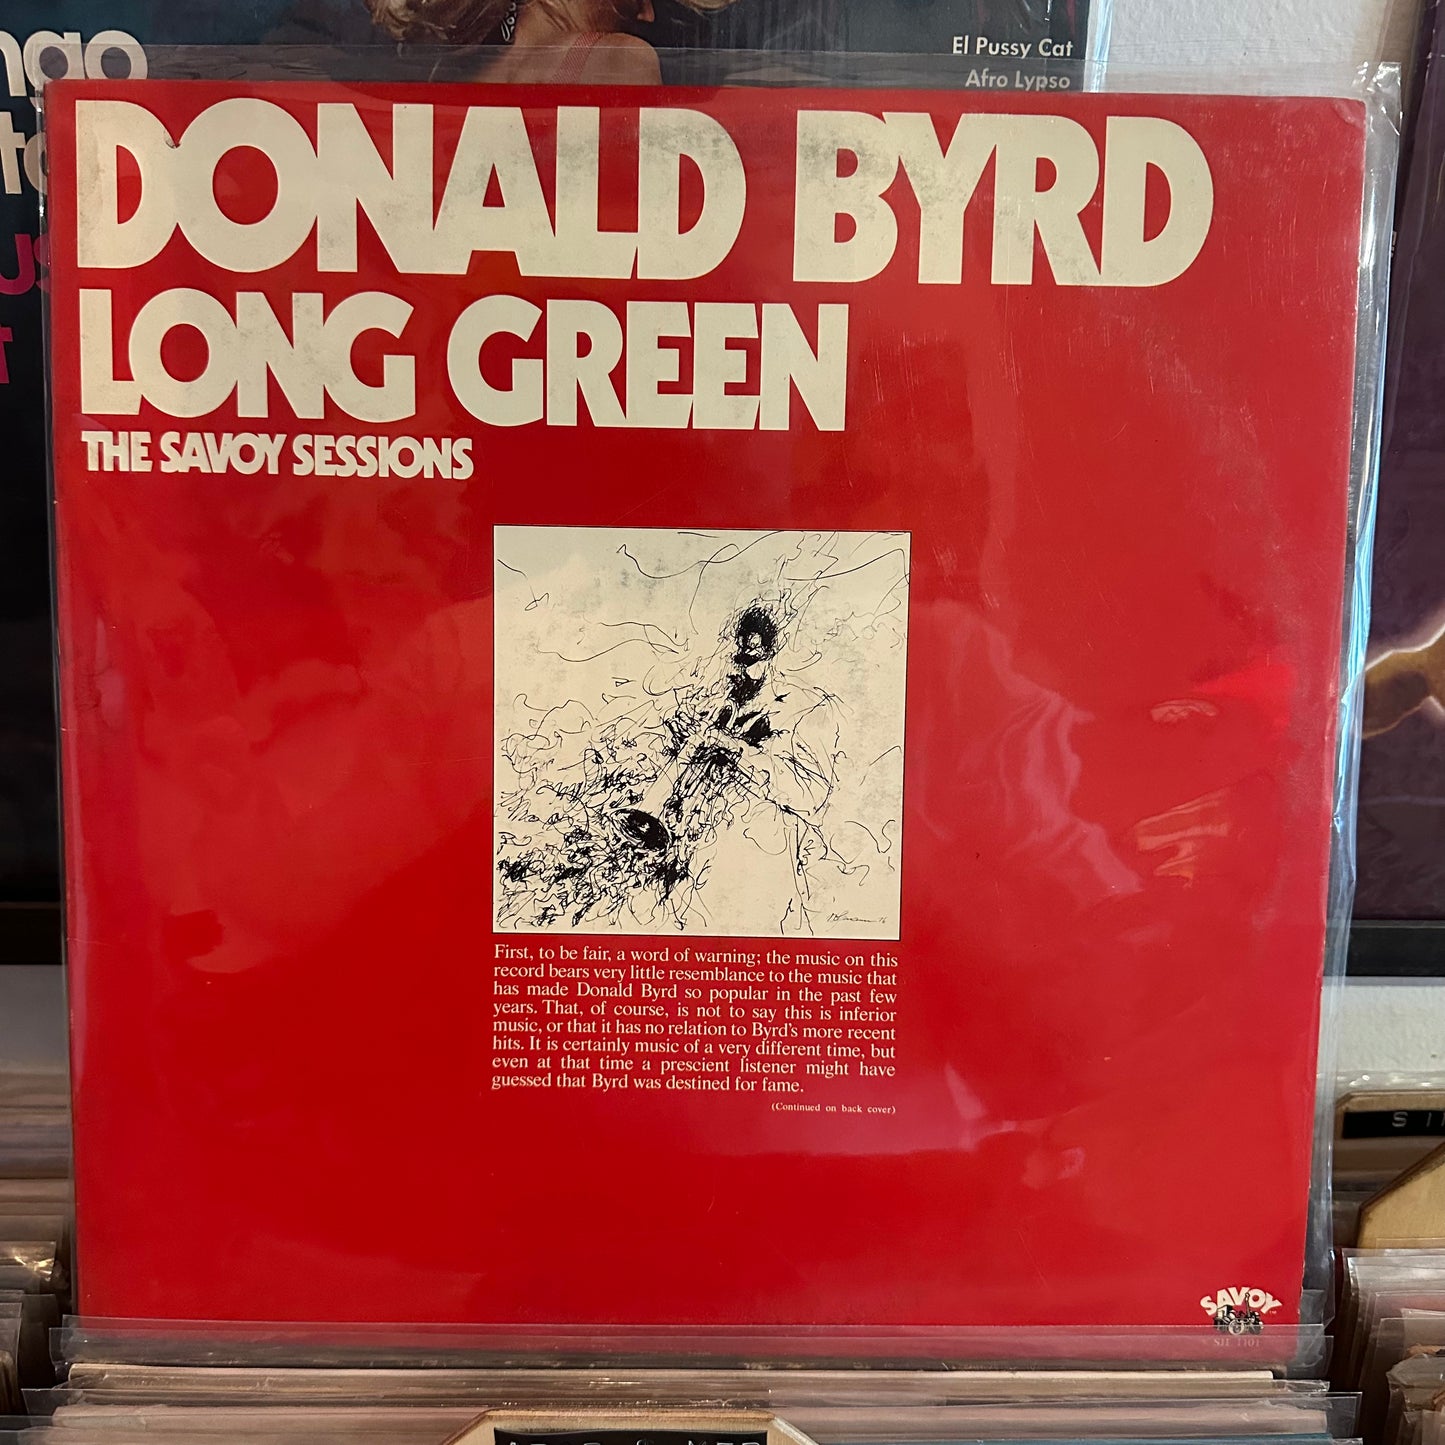 El Pussy Cat
Afro Lypso
DONALD BYRD
LONG GREEN
THE SAVOY SESSIONS
First, to be fair, a word of warning; the music on this
record bears very little resemblance to the music that
has made Donald Byrd so popular in the past few
years. That, of course, is not to say this is inferior
music, or that it has no relation to Byrd's more recent
hits. It is certainly music of a very different time, but
even at that time a prescient listener might have
guessed that Byrd was destined for fame.
(Continued on back cover)
SAVOY
SJL 1101